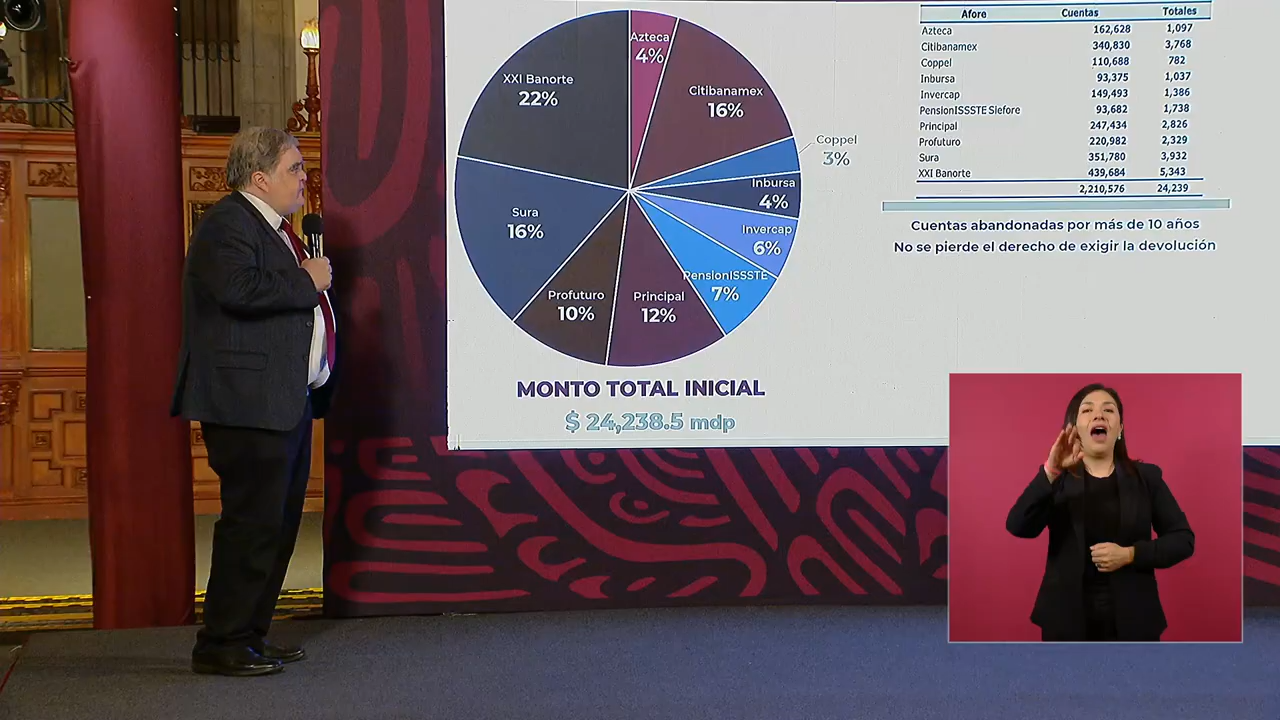 Azteca
4%
Citibanamex
16%
Coppel
3%
Inbursa
4%
Invercap
6%
PensionISSSTE
7%
Principal
12%
Profuturo
10%
Sura
16%
XXI Banorte
22%
MONTO TOTAL INICIAL
$ 24,238.5 mdp
Afore Cuentas Totales
Azteca 162,628 1,097
Citibanamex 340,830 3,768
Coppel 110,688 782
Inbursa 93,375 1,037
Invercap 149,493 1,386
PensionISSSTE Siefore 93,682 1,738
Principal 247,434 2,826
Profuturo 220,982 2,329
Sura 351,780 3,932
XXI Banorte 439,684 5,343
2,210,576 24,239
Cuentas abandonadas por más de 10 años
No se pierde el derecho de exigir la devolución